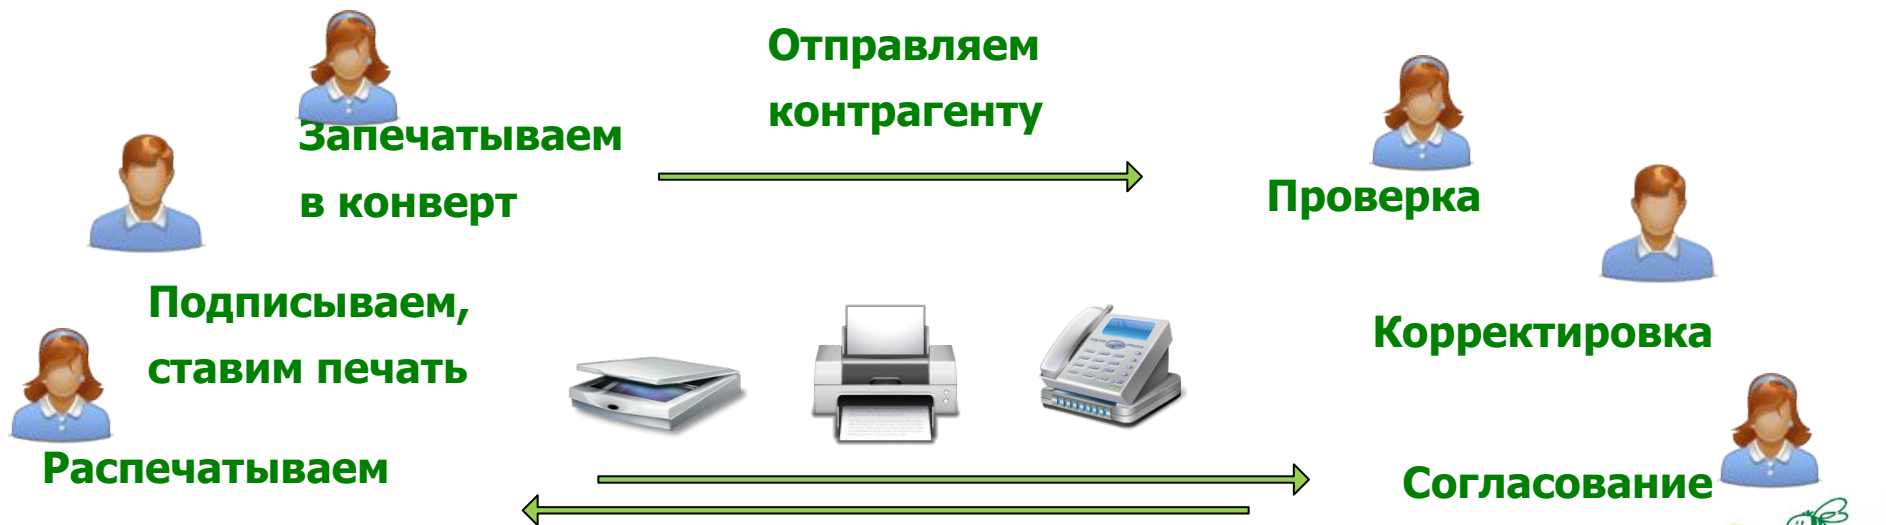 Отправляем
контрагенту
Запечатываем
в конверт
Проверка
Подписываем,
ставим печать
Корректировка
Распечатываем
Согласование